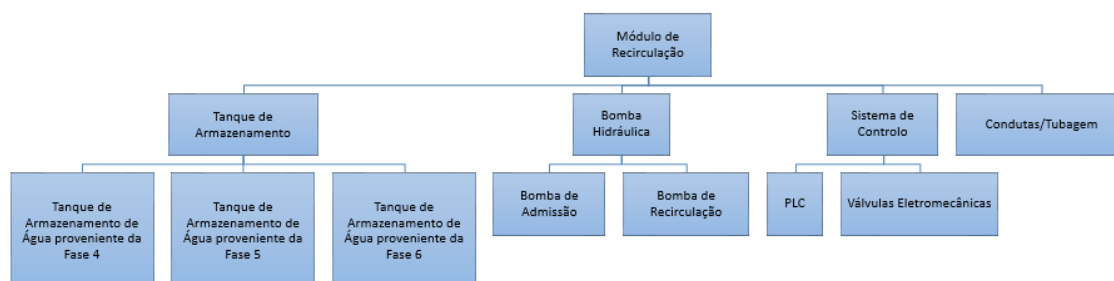 Módulo de
Recirculação
Tanque de
Armazenamento
Bomba
Hidráulica
Sistema de
Controlo
Condutas/Tubagem
Tanque de
Armazenamento de
Água proveniente da
Fase 4
Tanque de
Armazenamento de
Água proveniente da
Fase 5
Tanque de
Armazenamento de
Água proveniente da
Fase 6
Bomba de
Admissão
Bomba de
Recirculação
PLC
Válvulas Eletromecânicas